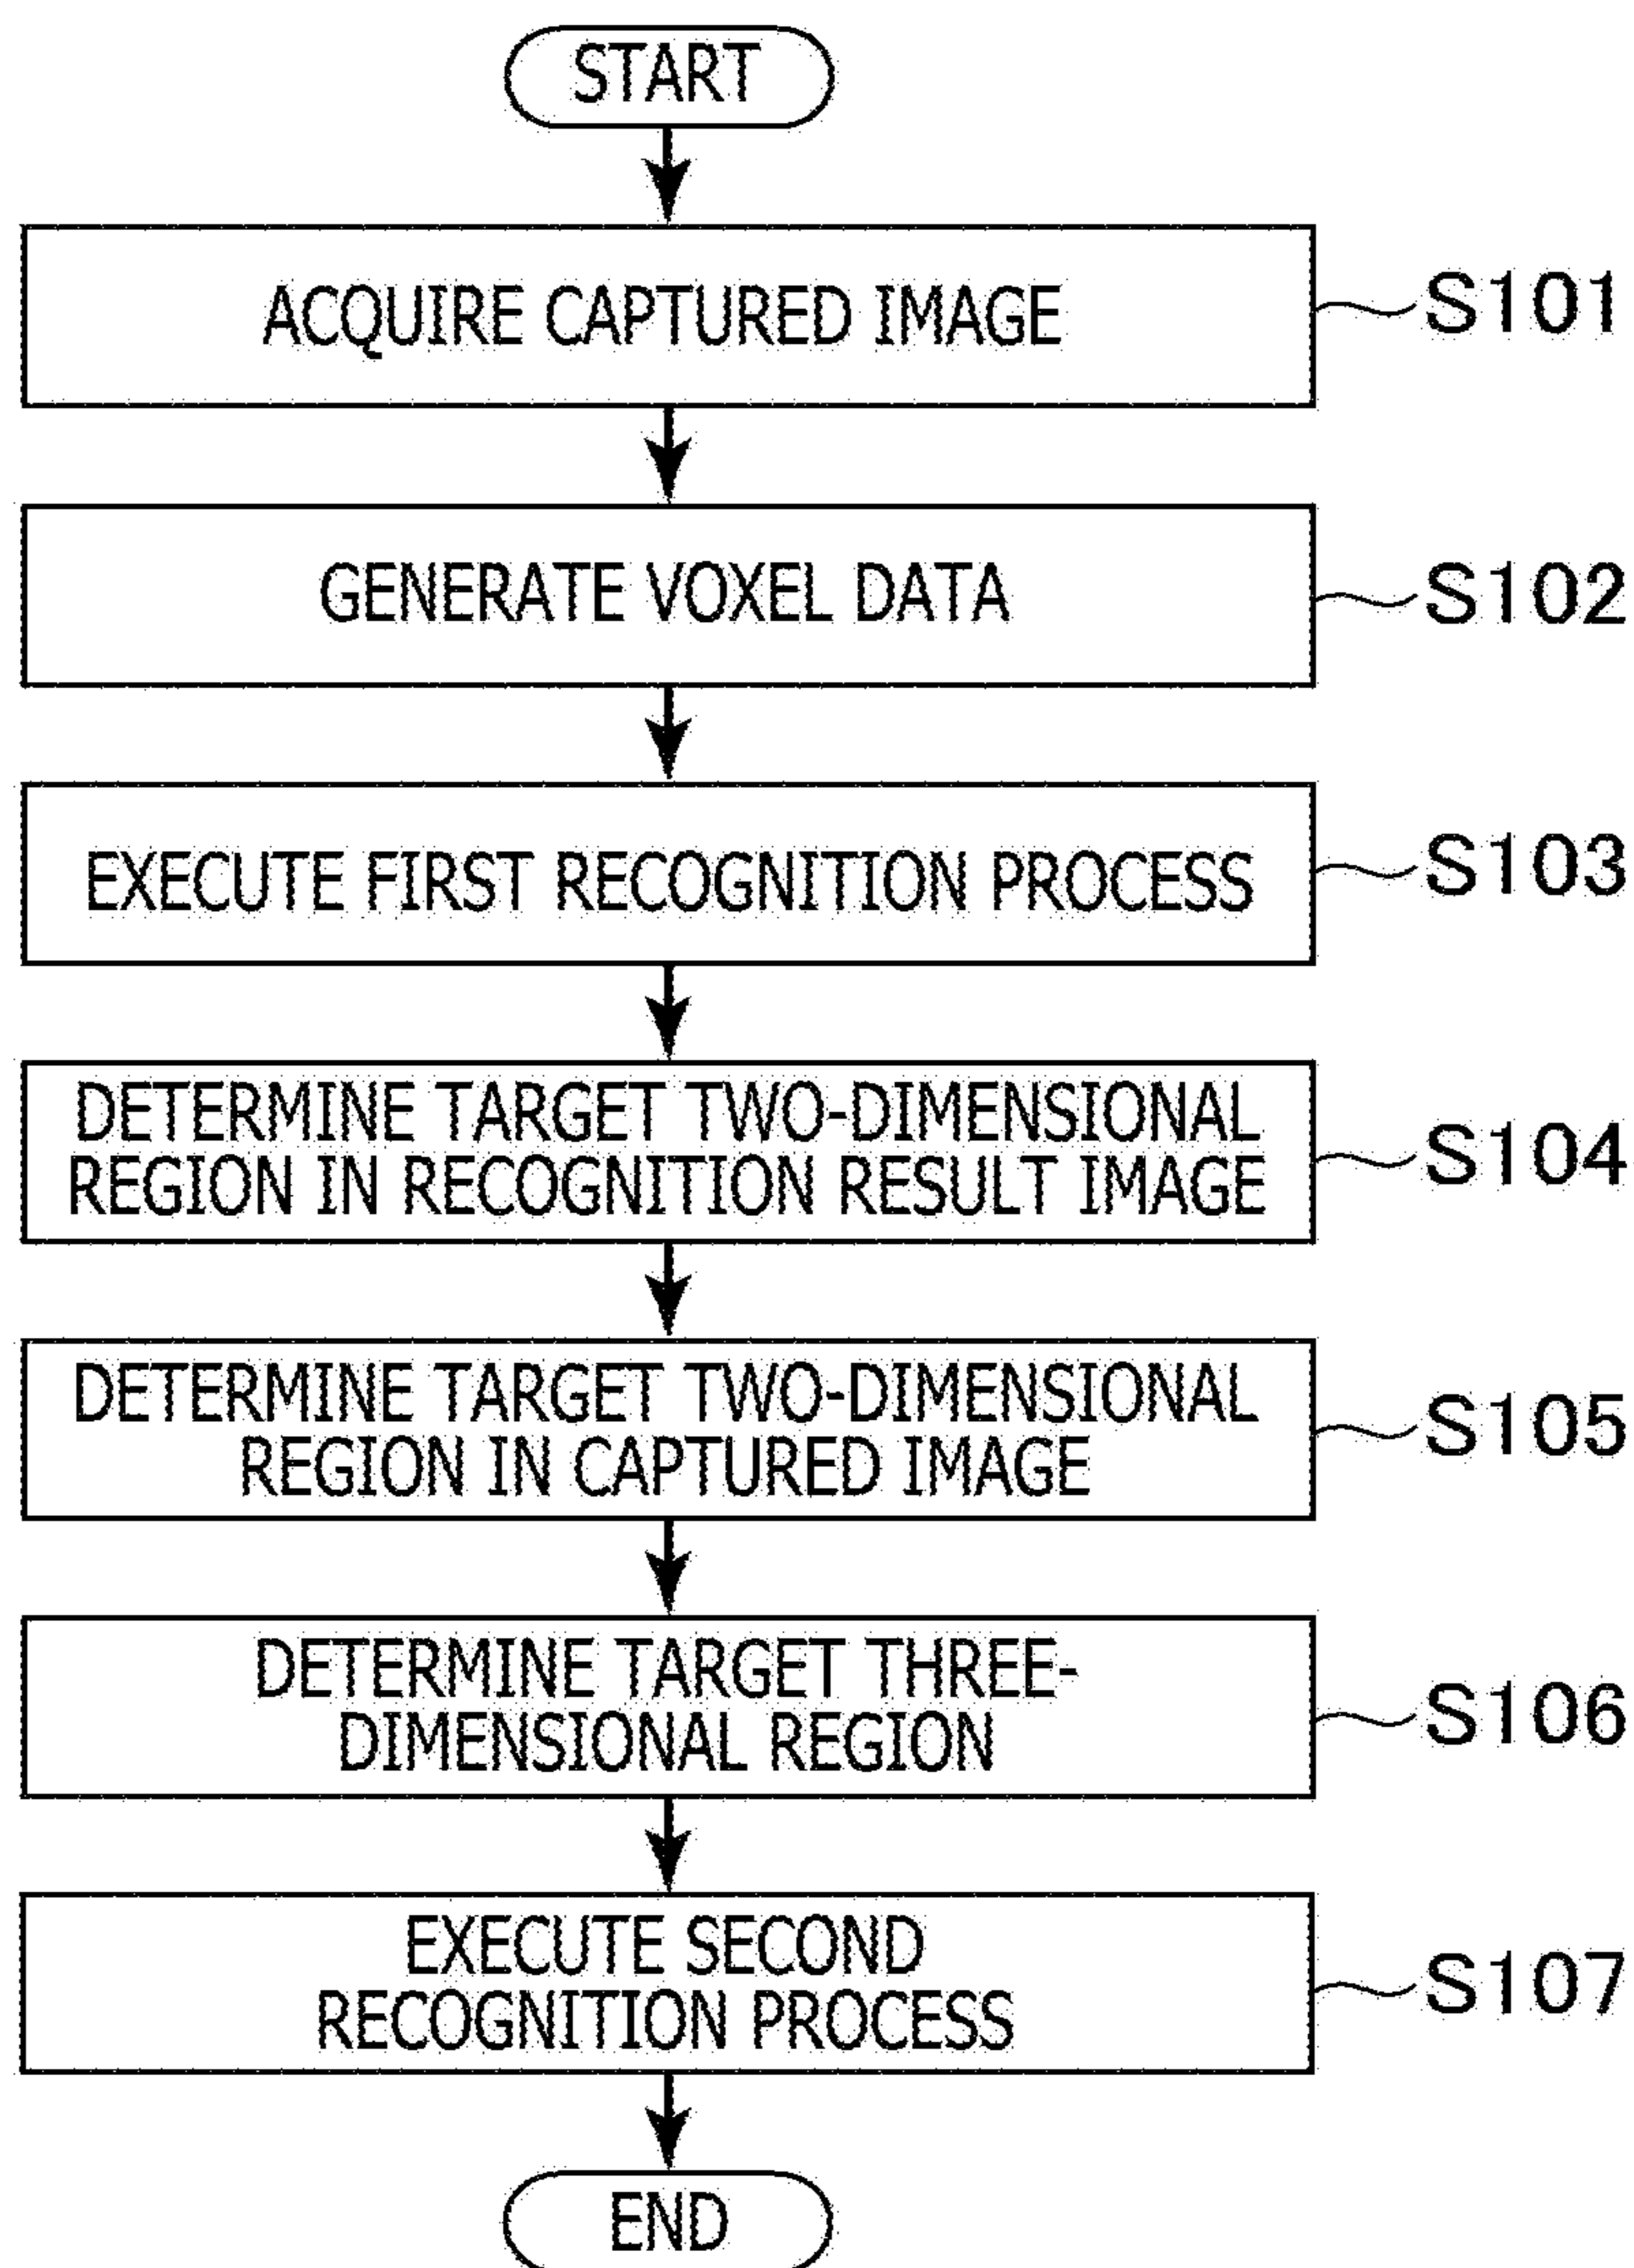 START
ACQUIRE CAPTURED IMAGE
S101
GENERATE VOXEL DATA
S102
EXECUTE FIRST RECOGNITION PROCESS
S103
DETERMINE TARGET TWO-DIMENSIONAL
REGION IN RECOGNITION RESULT IMAGE
S104
DETERMINE TARGET TWO-DIMENSIONAL
REGION IN CAPTURED IMAGE
S105
DETERMINE TARGET THREE-
DIMENSIONAL REGION
S106
EXECUTE SECOND
RECOGNITION PROCESS
S107
END